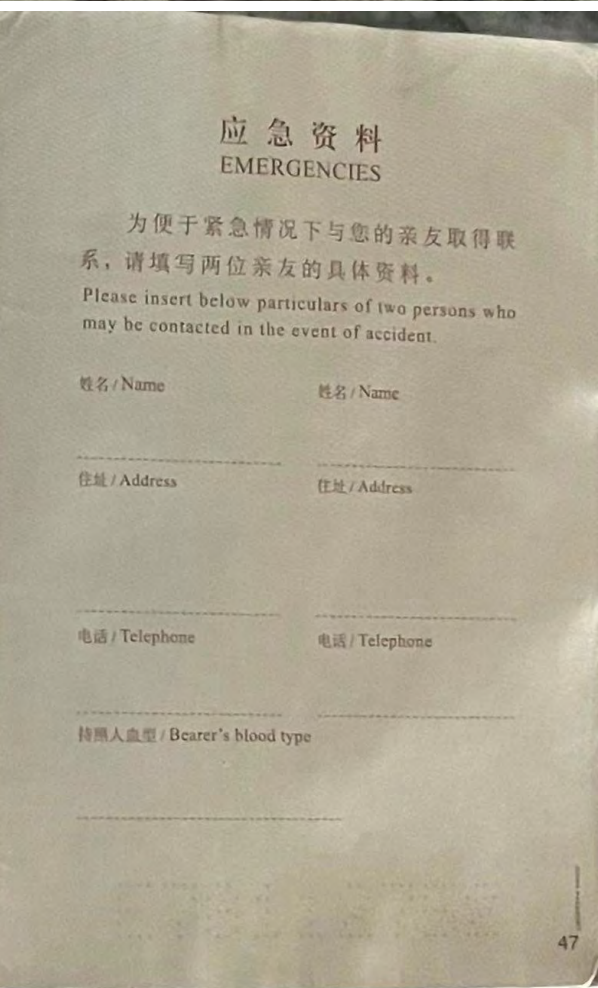 应急资料
EMERGENCIES
为便于紧急情况下与您的亲友取得联
系，请填写两位亲友的具体资料。
Please insert below particulars of two persons who
may be contacted in the event of accident.
姓名 / Name
姓名 / Name
住址 / Address
住址 / Address
电话 / Telephone
电话 / Telephone
持照人血型 / Bearer's blood type
47